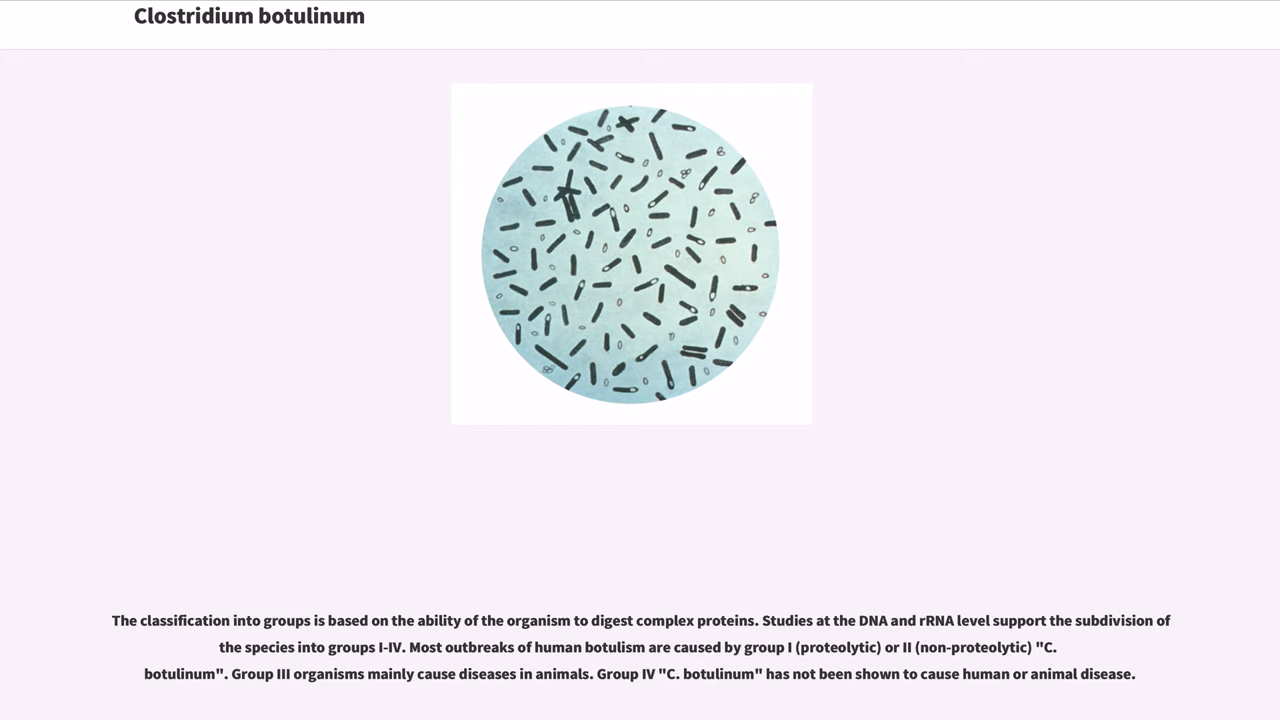 Clostridium botulinum
The classification into groups is based on the ability of the organism to digest complex proteins. Studies at the DNA and rRNA level support the subdivision of
the species into groups I-IV. Most outbreaks of human botulism are caused by group I (proteolytic) or II (non-proteolytic) "C.
botulinum". Group III organisms mainly cause diseases in animals. Group IV "C. botulinum" has not been shown to cause human or animal disease.